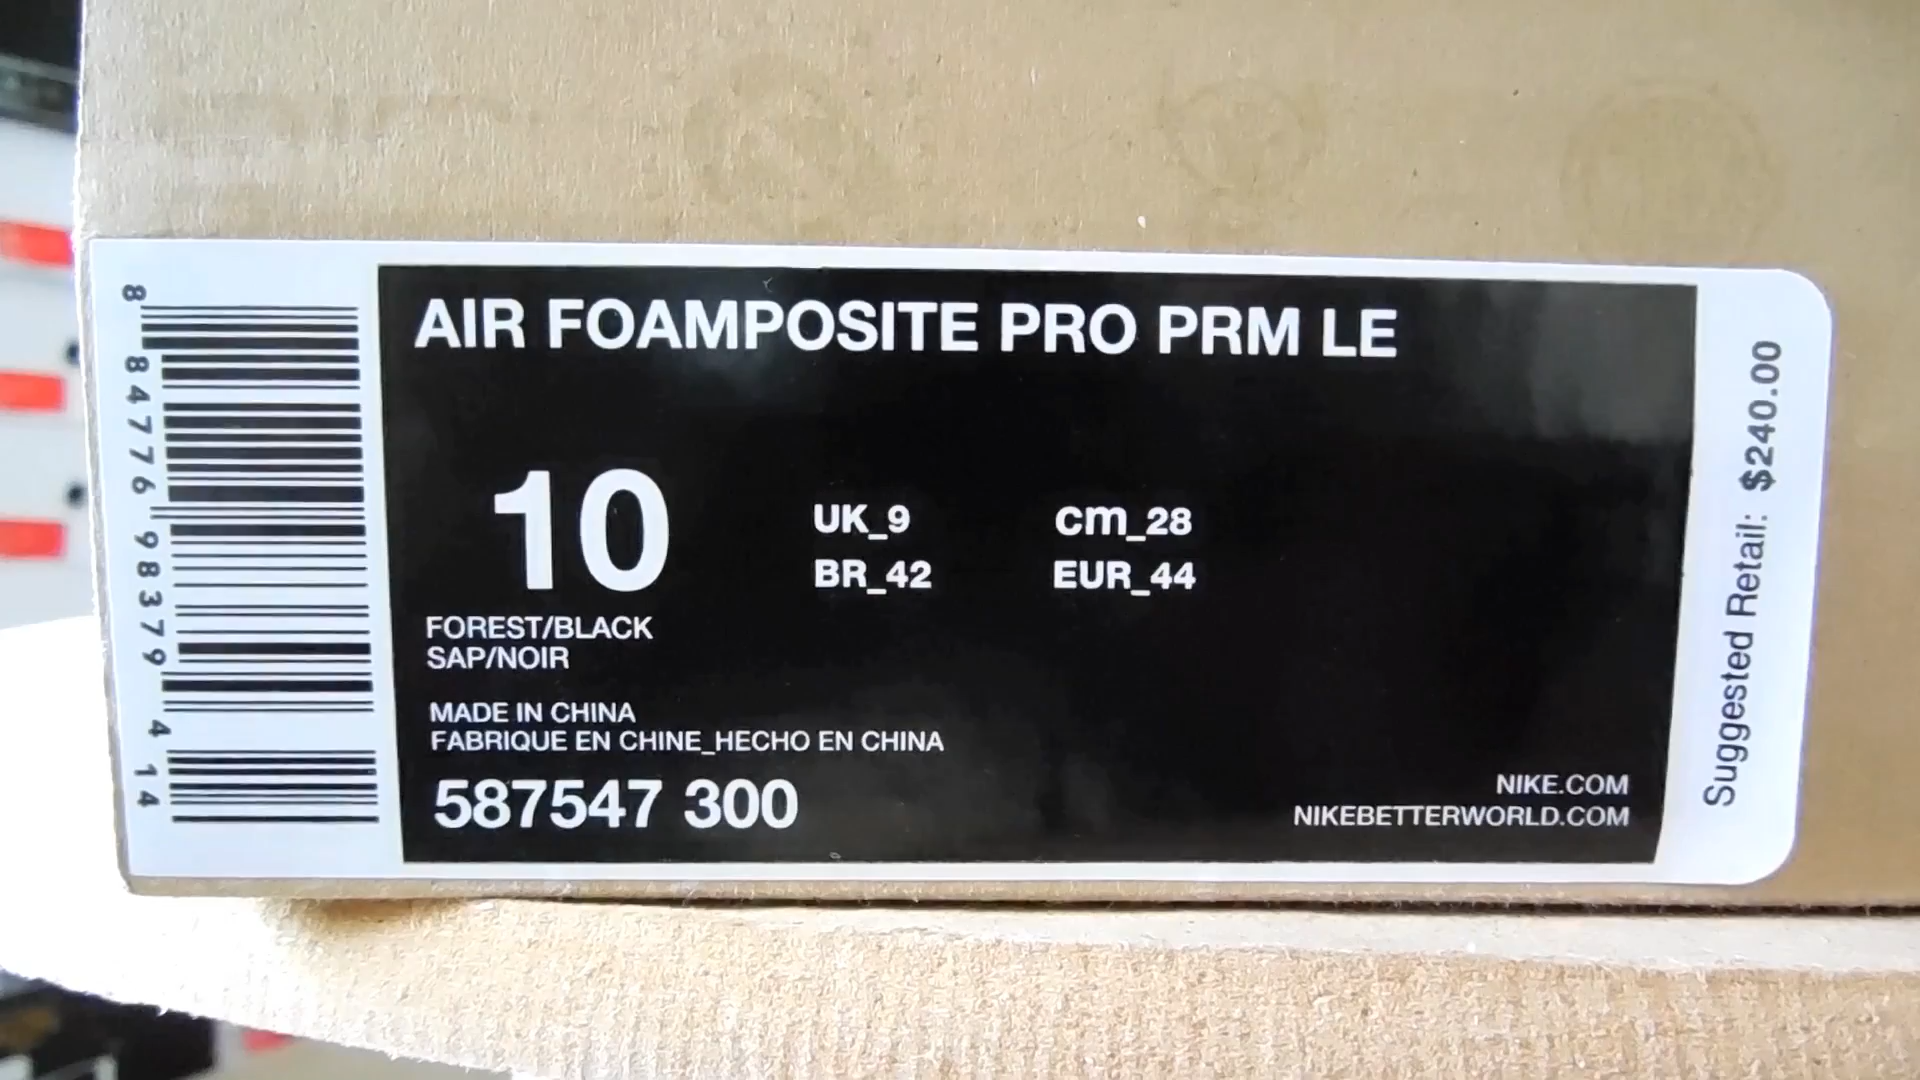 8 84776 98379 4 14
AIR FOAMPOSITE PRO PRM LE
10
UK_9
cm_28
BR_42
EUR_44
FOREST/BLACK
SAP/NOIR
MADE IN CHINA
FABRIQUE EN CHINE_HECHO EN CHINA
587547 300
NIKE.COM
NIKEBETTERWORLD.COM
Suggested Retail: $240.00